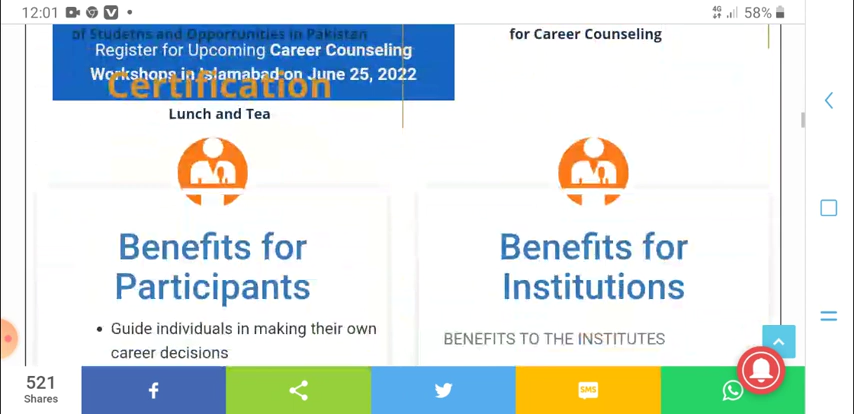 12:01
4G
58%
of Studetns and Opportunities in Pakistan
Register for Upcoming Career Counseling
Workshops in Islamabad on June 25, 2022
Certification
Lunch and Tea
for Career Counseling
Benefits for
Participants
• Guide individuals in making their own
career decisions
Benefits for
Institutions
BENEFITS TO THE INSTITUTES
521
Shares
SMS